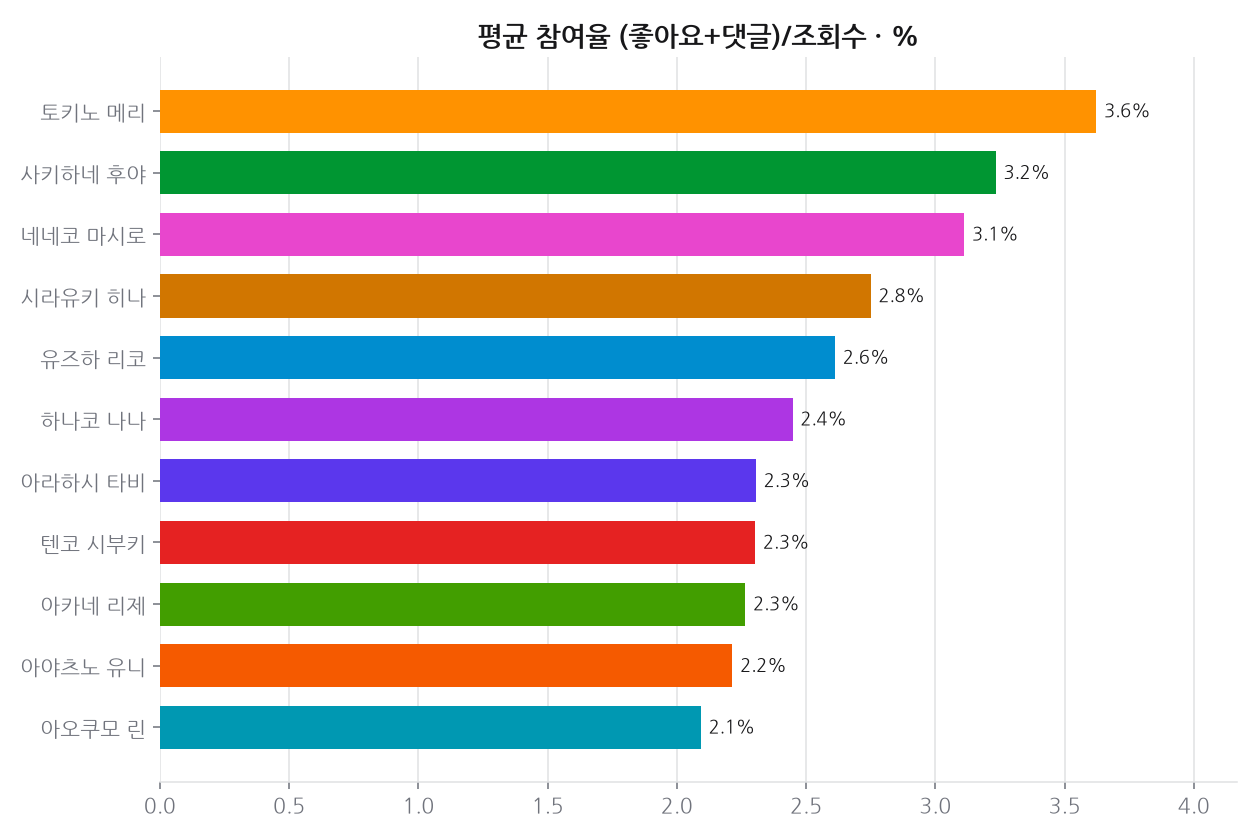 평균 참여율 (좋아요+댓글)/조회수 · %
토키노 메리 3.6%
사키하네 후야 3.2%
네네코 마시로 3.1%
시라유키 히나 2.8%
유즈하 리코 2.6%
하나코 나나 2.4%
아라하시 타비 2.3%
텐코 시부키 2.3%
아카네 리제 2.3%
아야츠노 유니 2.2%
아오쿠모 린 2.1%
0.0 0.5 1.0 1.5 2.0 2.5 3.0 3.5 4.0